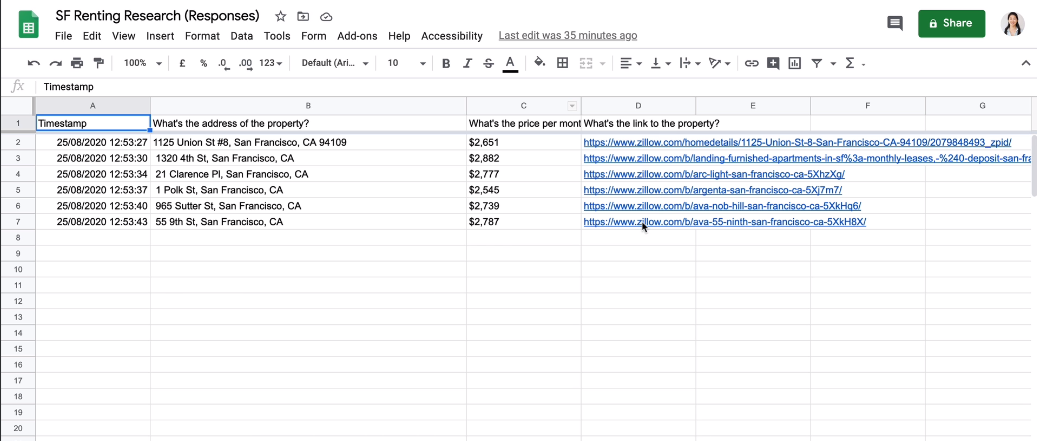 SF Renting Research (Responses)
File Edit View Insert Format Data Tools Form Add-ons Help Accessibility Last edit was 35 minutes ago
Share
100% £ % .0 .00 123 Default (Ari... 10 B I S A Σ
fx Timestamp
A B C D E F G
1 Timestamp What's the address of the property? What's the price per mont What's the link to the property?
2 25/08/2020 12:53:27 1125 Union St #8, San Francisco, CA 94109 $2,651 https://www.zillow.com/homedetails/1125-Union-St-8-San-Francisco-CA-94109/2079848493_zpid/
3 25/08/2020 12:53:30 1320 4th St, San Francisco, CA $2,882 https://www.zillow.com/b/landing-furnished-apartments-in-sf%3a-monthly-leases,-%240-deposit-san-fra
4 25/08/2020 12:53:34 21 Clarence Pl, San Francisco, CA $2,777 https://www.zillow.com/b/arc-light-san-francisco-ca-5XhzXg/
5 25/08/2020 12:53:37 1 Polk St, San Francisco, CA $2,545 https://www.zillow.com/b/argenta-san-francisco-ca-5Xj7m7/
6 25/08/2020 12:53:40 965 Sutter St, San Francisco, CA $2,739 https://www.zillow.com/b/ava-nob-hill-san-francisco-ca-5XkHq6/
7 25/08/2020 12:53:43 55 9th St, San Francisco, CA $2,787 https://www.zillow.com/b/ava-55-ninth-san-francisco-ca-5XkH8X/
8
9
10
11
12
13
14
15
16
17
18
19
20